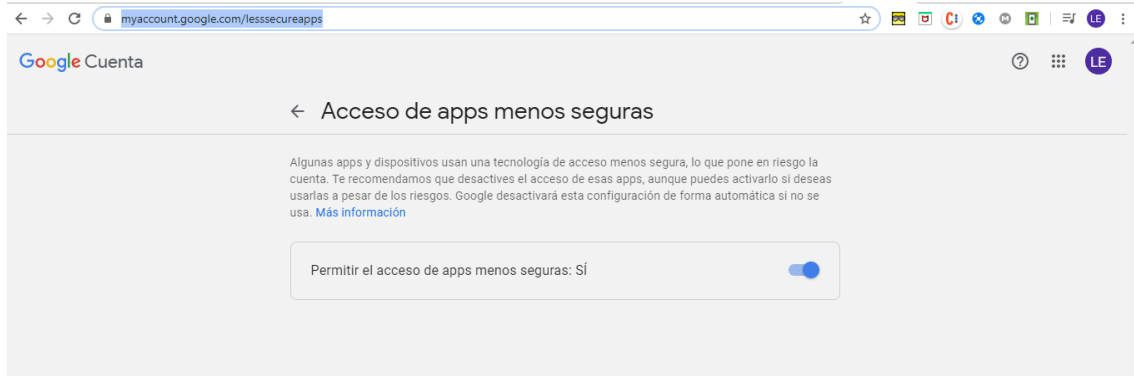 myaccount.google.com/lesssecureapps
LE
Google Cuenta
LE
Acceso de apps menos seguras
Algunas apps y dispositivos usan una tecnología de acceso menos segura, lo que pone en riesgo la
cuenta. Te recomendamos que desactives el acceso de esas apps, aunque puedes activarlo si deseas
usarlas a pesar de los riesgos. Google desactivará esta configuración de forma automática si no se
usa. Más información
Permitir el acceso de apps menos seguras: SÍ